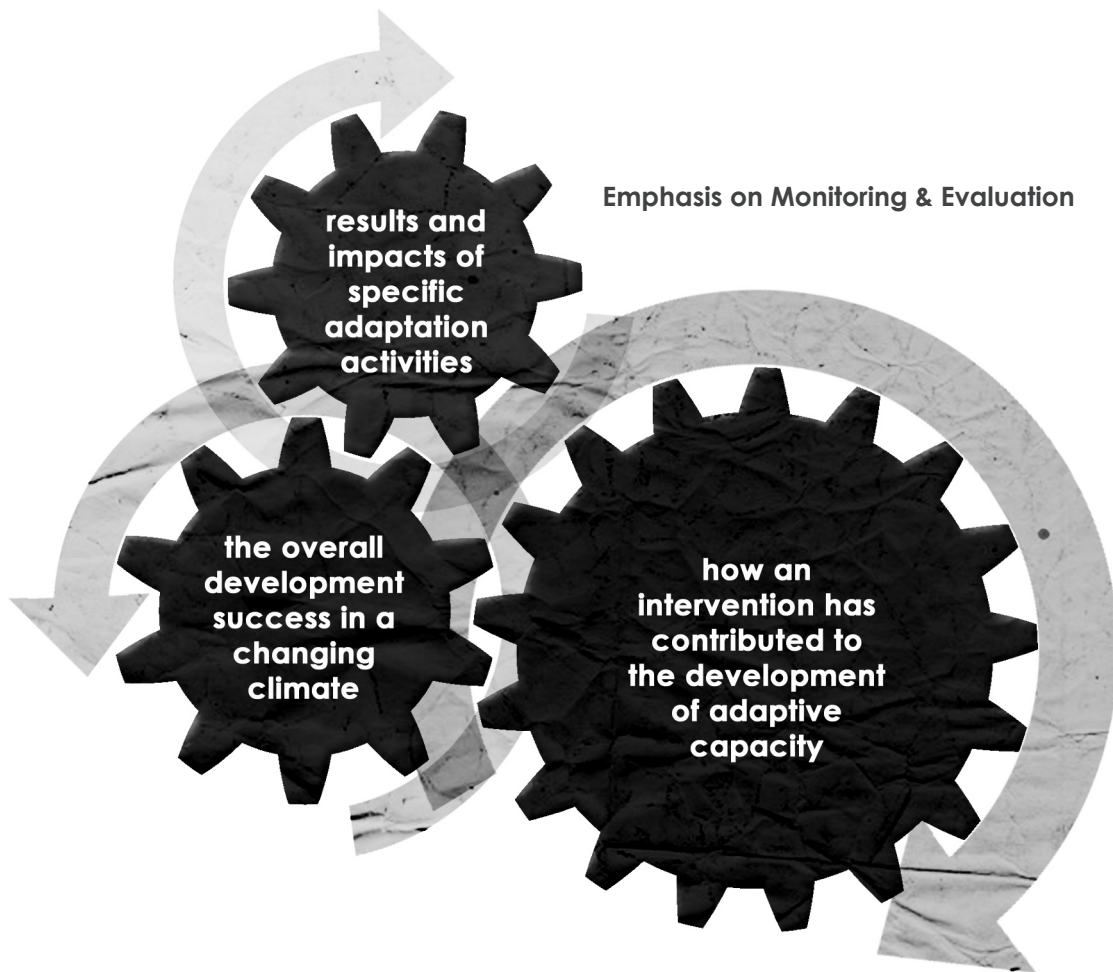 Emphasis on Monitoring & Evaluation
results and
impacts of
specific
adaptation
activities
the overall
development
success in a
changing
climate
how an
intervention has
contributed to
the development
of adaptive
capacity